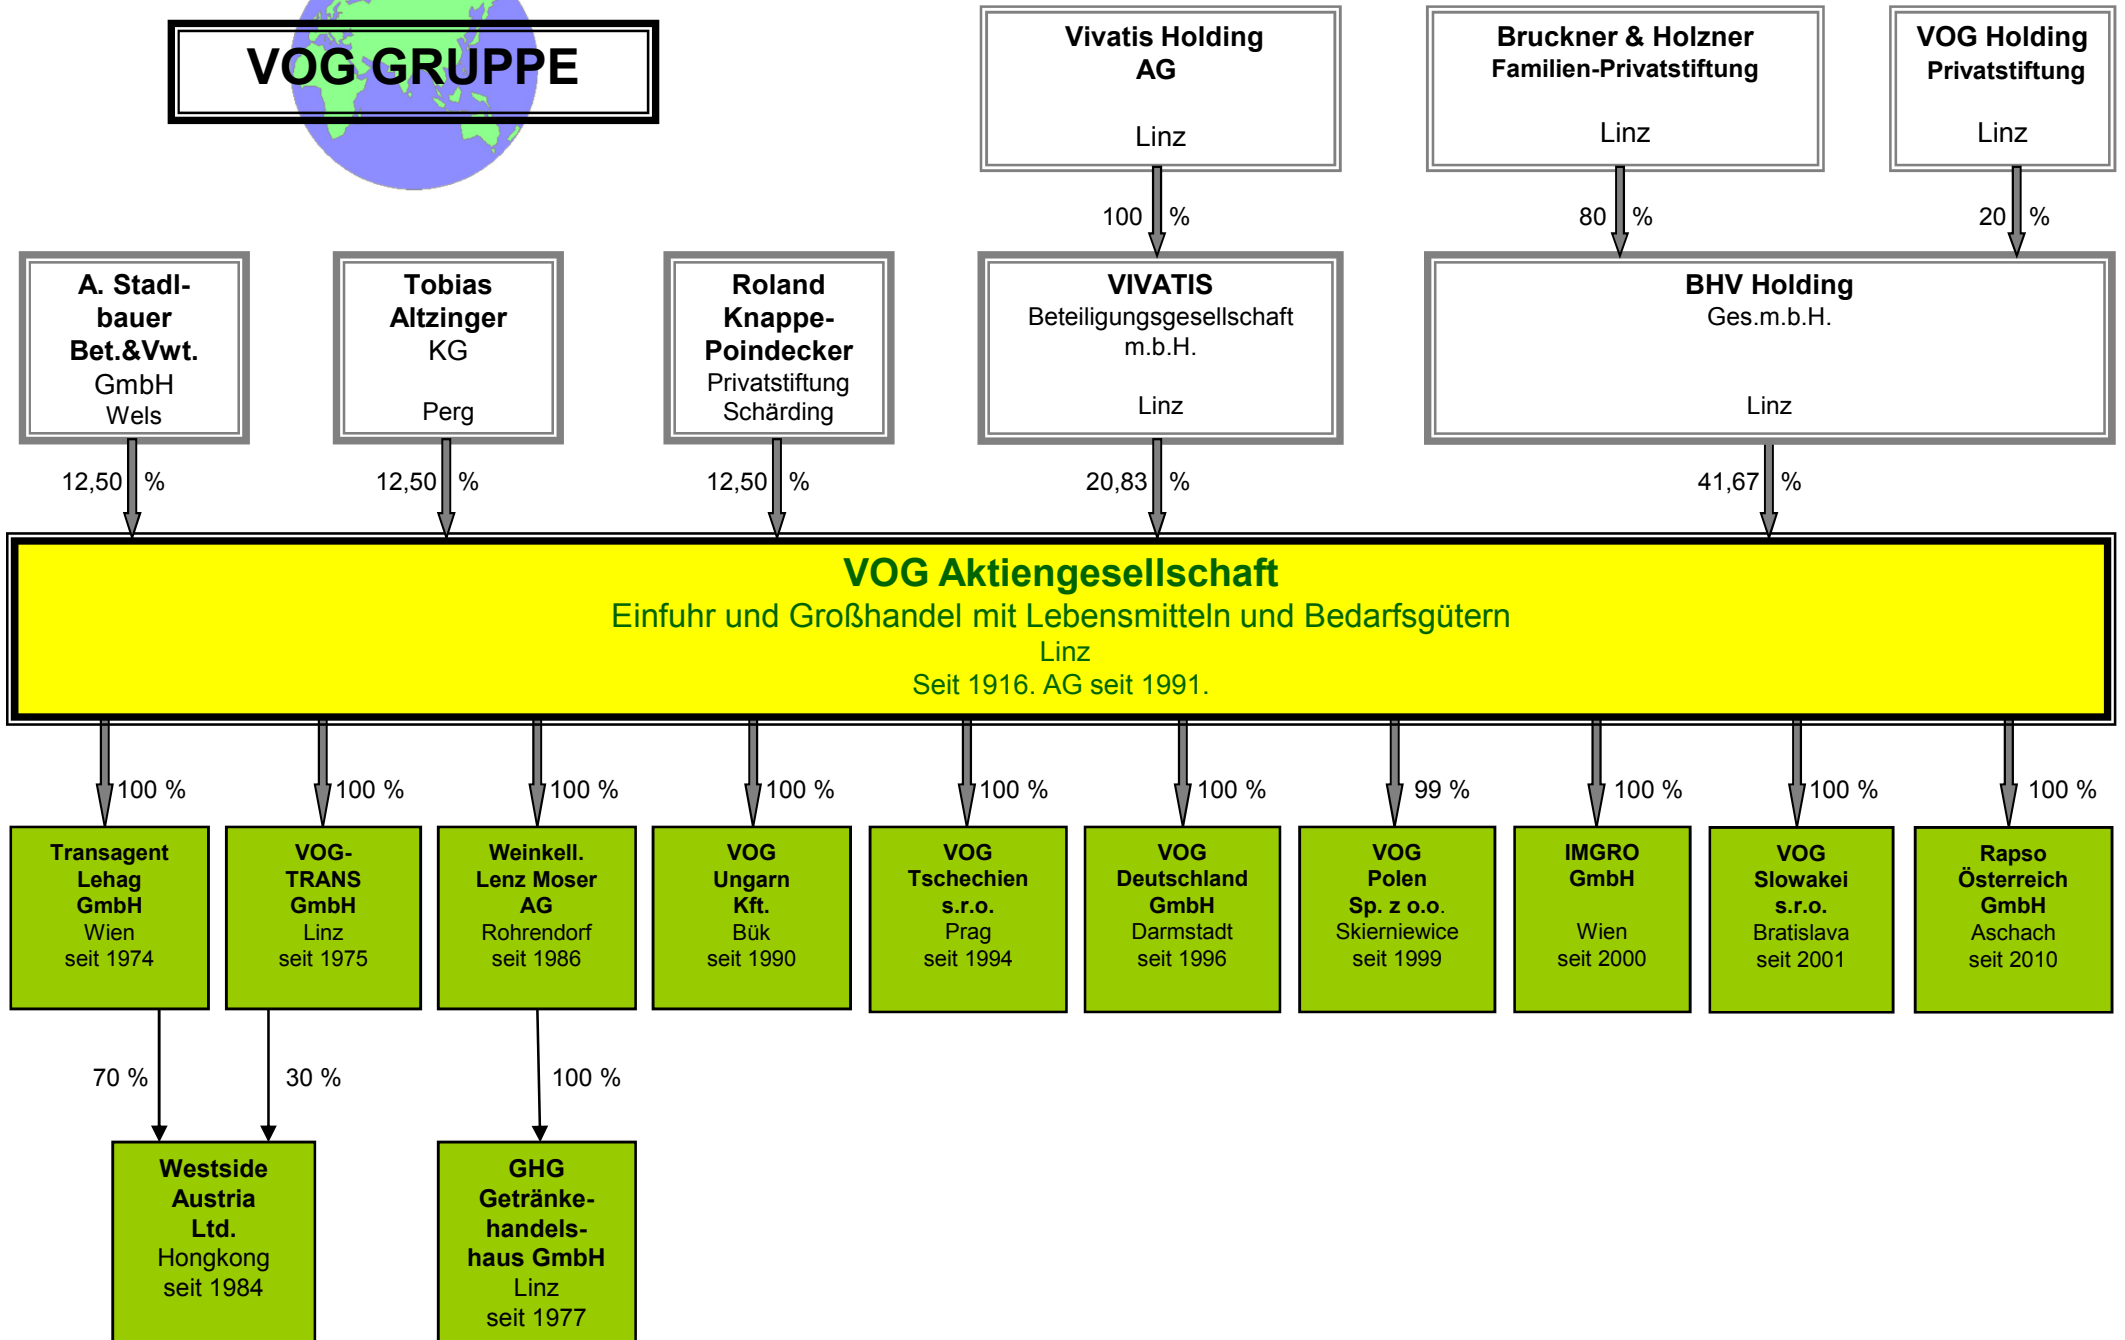 VOG GRUPPE
Vivatis Holding
AG
Linz
Bruckner & Holzner
Familien-Privatstiftung
Linz
VOG Holding
Privatstiftung
Linz
100 %
80 %
20 %
A. Stadl-
bauer
Bet.&Vwt.
GmbH
Wels
Tobias
Altzinger
KG
Perg
Roland
Knappe-
Poindecker
Privatstiftung
Schärding
VIVATIS
Beteiligungsgesellschaft
m.b.H.
Linz
BHV Holding
Ges.m.b.H.
Linz
12,50 %
12,50 %
12,50 %
20,83 %
41,67 %
VOG Aktiengesellschaft
Einfuhr und Großhandel mit Lebensmitteln und Bedarfsgütern
Linz
Seit 1916. AG seit 1991.
100 %
100 %
100 %
100 %
100 %
100 %
99 %
100 %
100 %
100 %
Transagent
Lehag
GmbH
Wien
seit 1974
VOG-
TRANS
GmbH
Linz
seit 1975
Weinkell.
Lenz Moser
AG
Rohrendorf
seit 1986
VOG
Ungarn
Kft.
Bük
seit 1990
VOG
Tschechien
s.r.o.
Prag
seit 1994
VOG
Deutschland
GmbH
Darmstadt
seit 1996
VOG
Polen
Sp. z o.o.
Skierniewice
seit 1999
IMGRO
GmbH
Wien
seit 2000
VOG
Slowakei
s.r.o.
Bratislava
seit 2001
Rapso
Österreich
GmbH
Aschach
seit 2010
70 %
30 %
100 %
Westside
Austria
Ltd.
Hongkong
seit 1984
GHG
Getränke-
handels-
haus GmbH
Linz
seit 1977